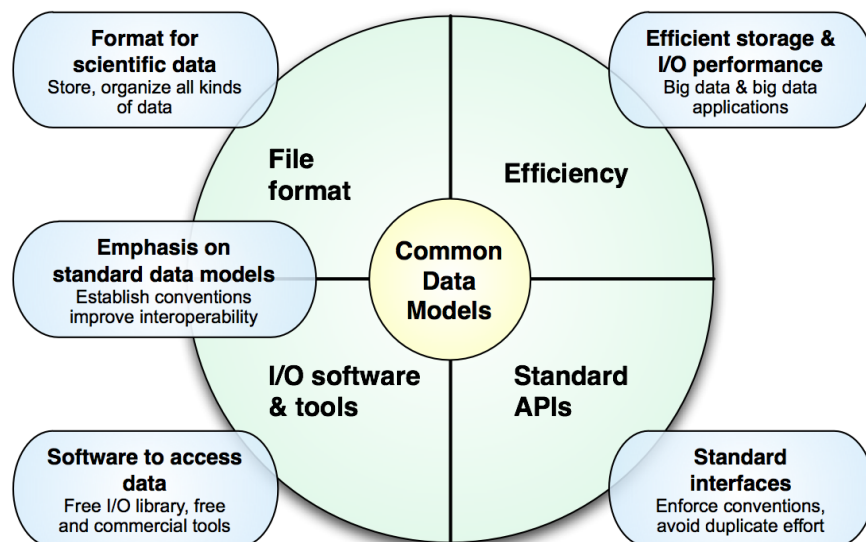 Format for
scientific data
Store, organize all kinds
of data
Efficient storage &
I/O performance
Big data & big data
applications
File
format
Efficiency
Emphasis on
standard data models
Establish conventions
improve interoperability
Common
Data
Models
I/O software
& tools
Standard
APIs
Software to access
data
Free I/O library, free
and commercial tools
Standard
interfaces
Enforce conventions,
avoid duplicate effort